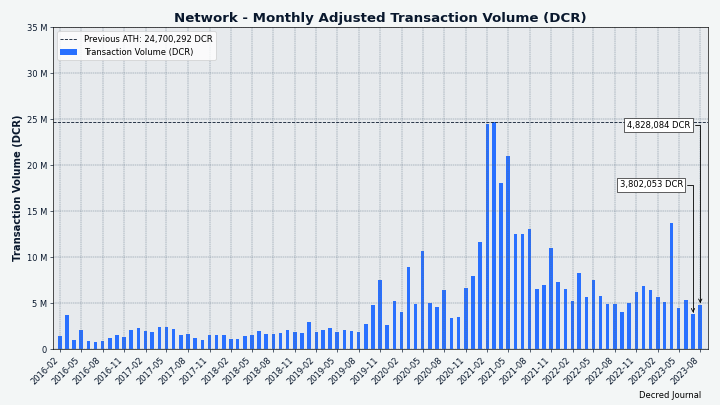 Network - Monthly Adjusted Transaction Volume (DCR)
Previous ATH: 24,700,292 DCR
Transaction Volume (DCR)
4,828,084 DCR
3,802,053 DCR
Transaction Volume (DCR)
35 M
30 M
25 M
20 M
15 M
10 M
5 M
0
2016-02
2016-05
2016-08
2016-11
2017-02
2017-05
2017-08
2017-11
2018-02
2018-05
2018-08
2018-11
2019-02
2019-05
2019-08
2019-11
2020-02
2020-05
2020-08
2020-11
2021-02
2021-05
2021-08
2021-11
2022-02
2022-05
2022-08
2022-11
2023-02
2023-05
2023-08
Decred Journal